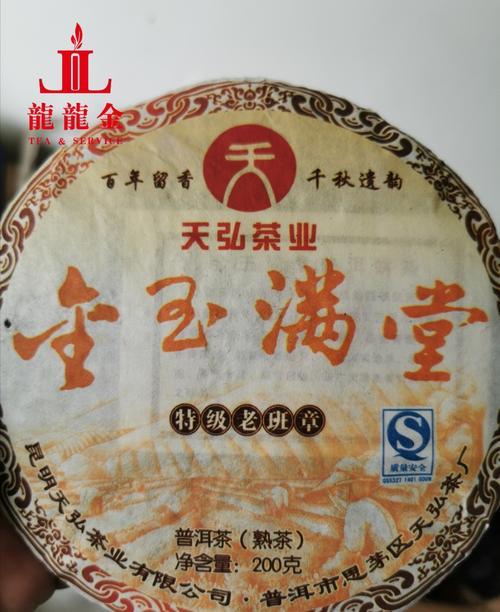 龍龍金
TEA & SERVICE
天
百年留香 千秋遗韵
天弘茶业
金玉满堂
特级老班章
质量安全
普洱茶（熟茶）
净含量：200克
昆明天弘茶业有限公司·普洱市思茅区天弘茶厂